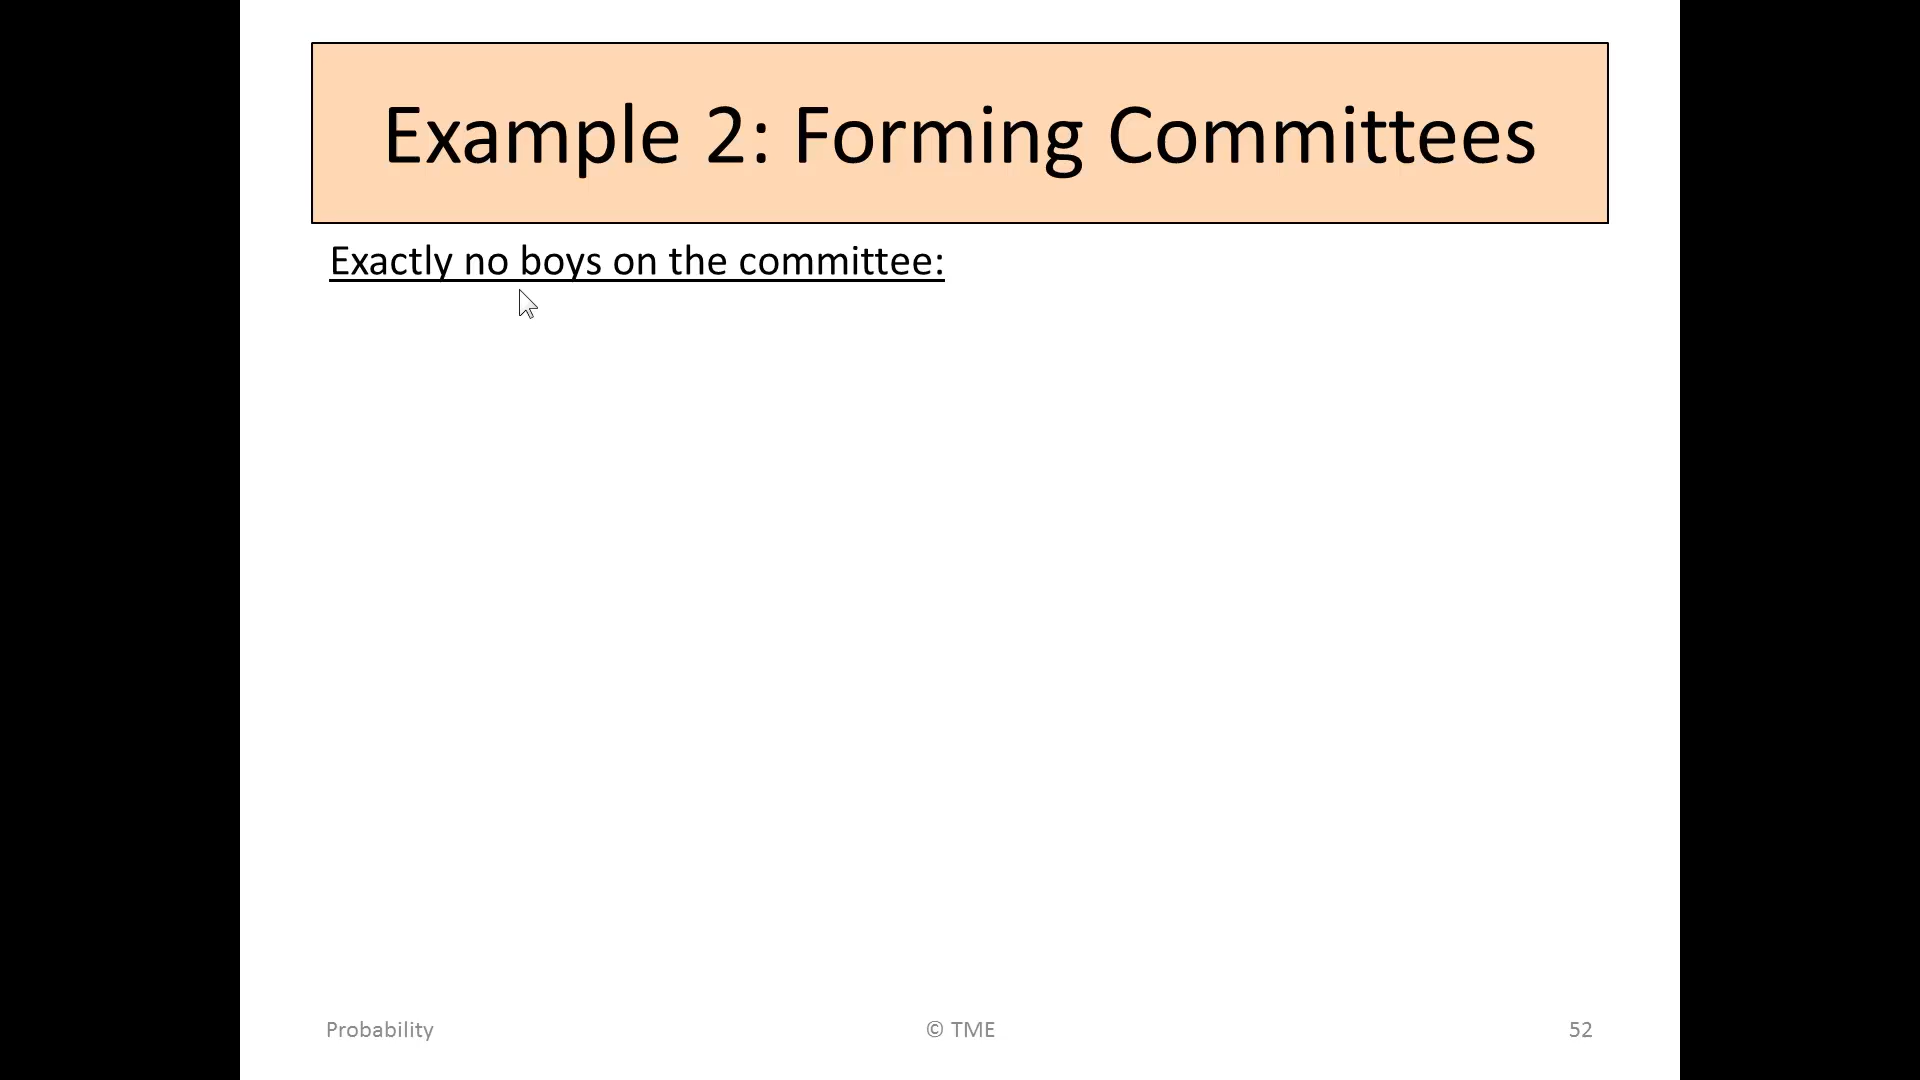 Example 2: Forming Committees
Exactly no boys on the committee:
Probability
© TME
52